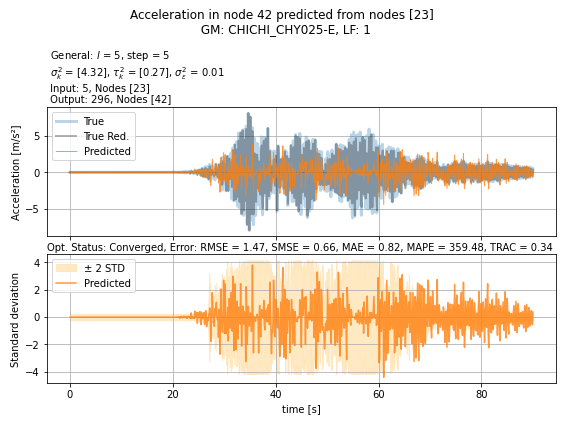 Acceleration in node 42 predicted from nodes [23]
GM: CHICHI_CHY025-E, LF: 1
General: l = 5, step = 5
σ²ₖ = [4.32], τ²ₖ = [0.27], σ²ε = 0.01
Input: 5, Nodes [23]
Output: 296, Nodes [42]
True
True Red.
Predicted
Acceleration [m/s²]
5
0
−5
Opt. Status: Converged, Error: RMSE = 1.47, SMSE = 0.66, MAE = 0.82, MAPE = 359.48, TRAC = 0.34
± 2 STD
Predicted
Standard deviation
4
2
0
−2
−4
0 20 40 60 80
time [s]